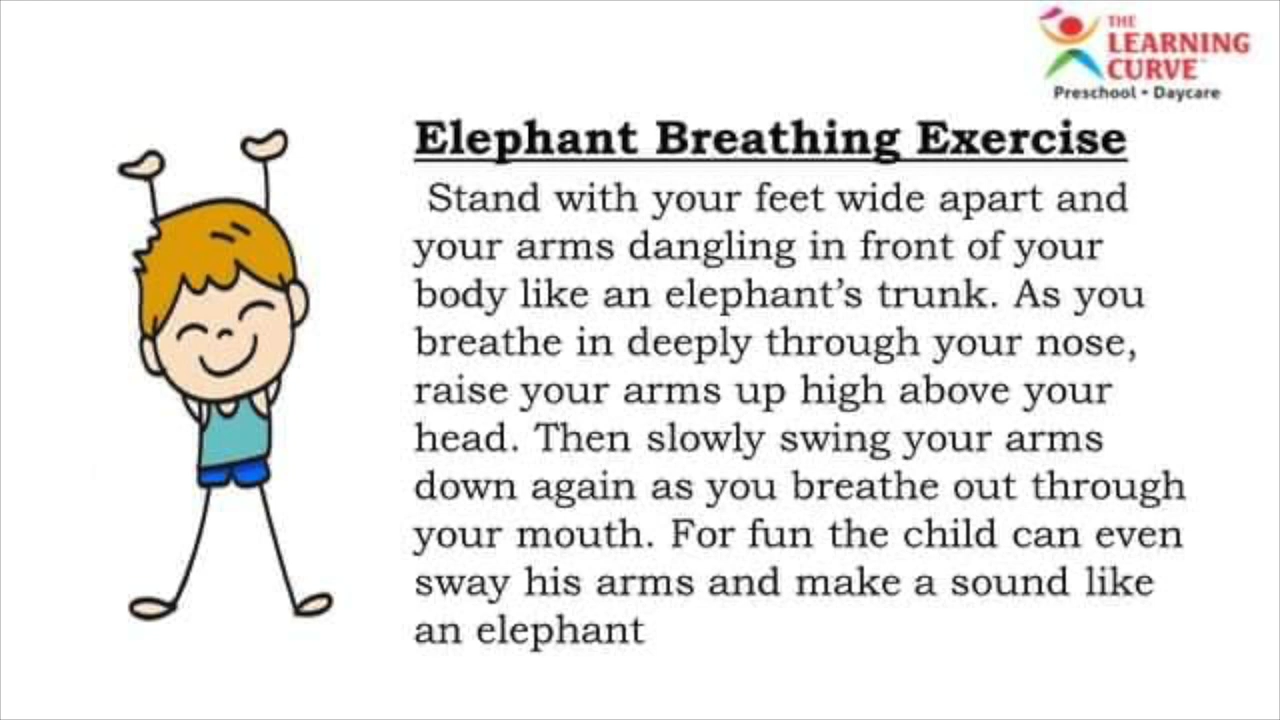 THE
LEARNING
CURVE
Preschool • Daycare
Elephant Breathing Exercise
Stand with your feet wide apart and
your arms dangling in front of your
body like an elephant’s trunk. As you
breathe in deeply through your nose,
raise your arms up high above your
head. Then slowly swing your arms
down again as you breathe out through
your mouth. For fun the child can even
sway his arms and make a sound like
an elephant